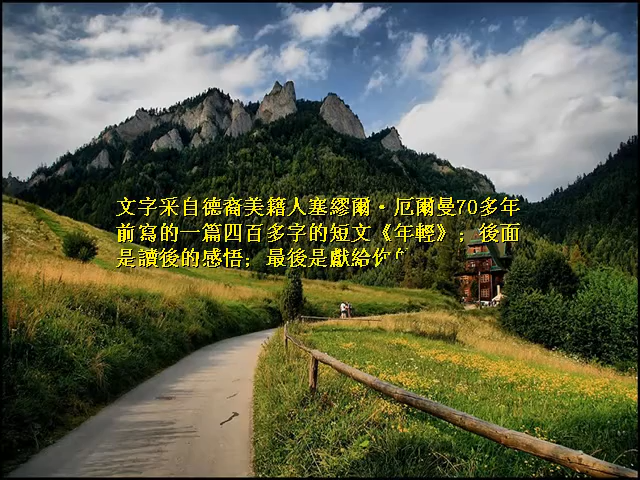 文字采自德裔美籍人塞繆爾·厄爾曼70多年
前寫的一篇四百多字的短文《年輕》；後面
是讀後的感悟；最後是獻給你